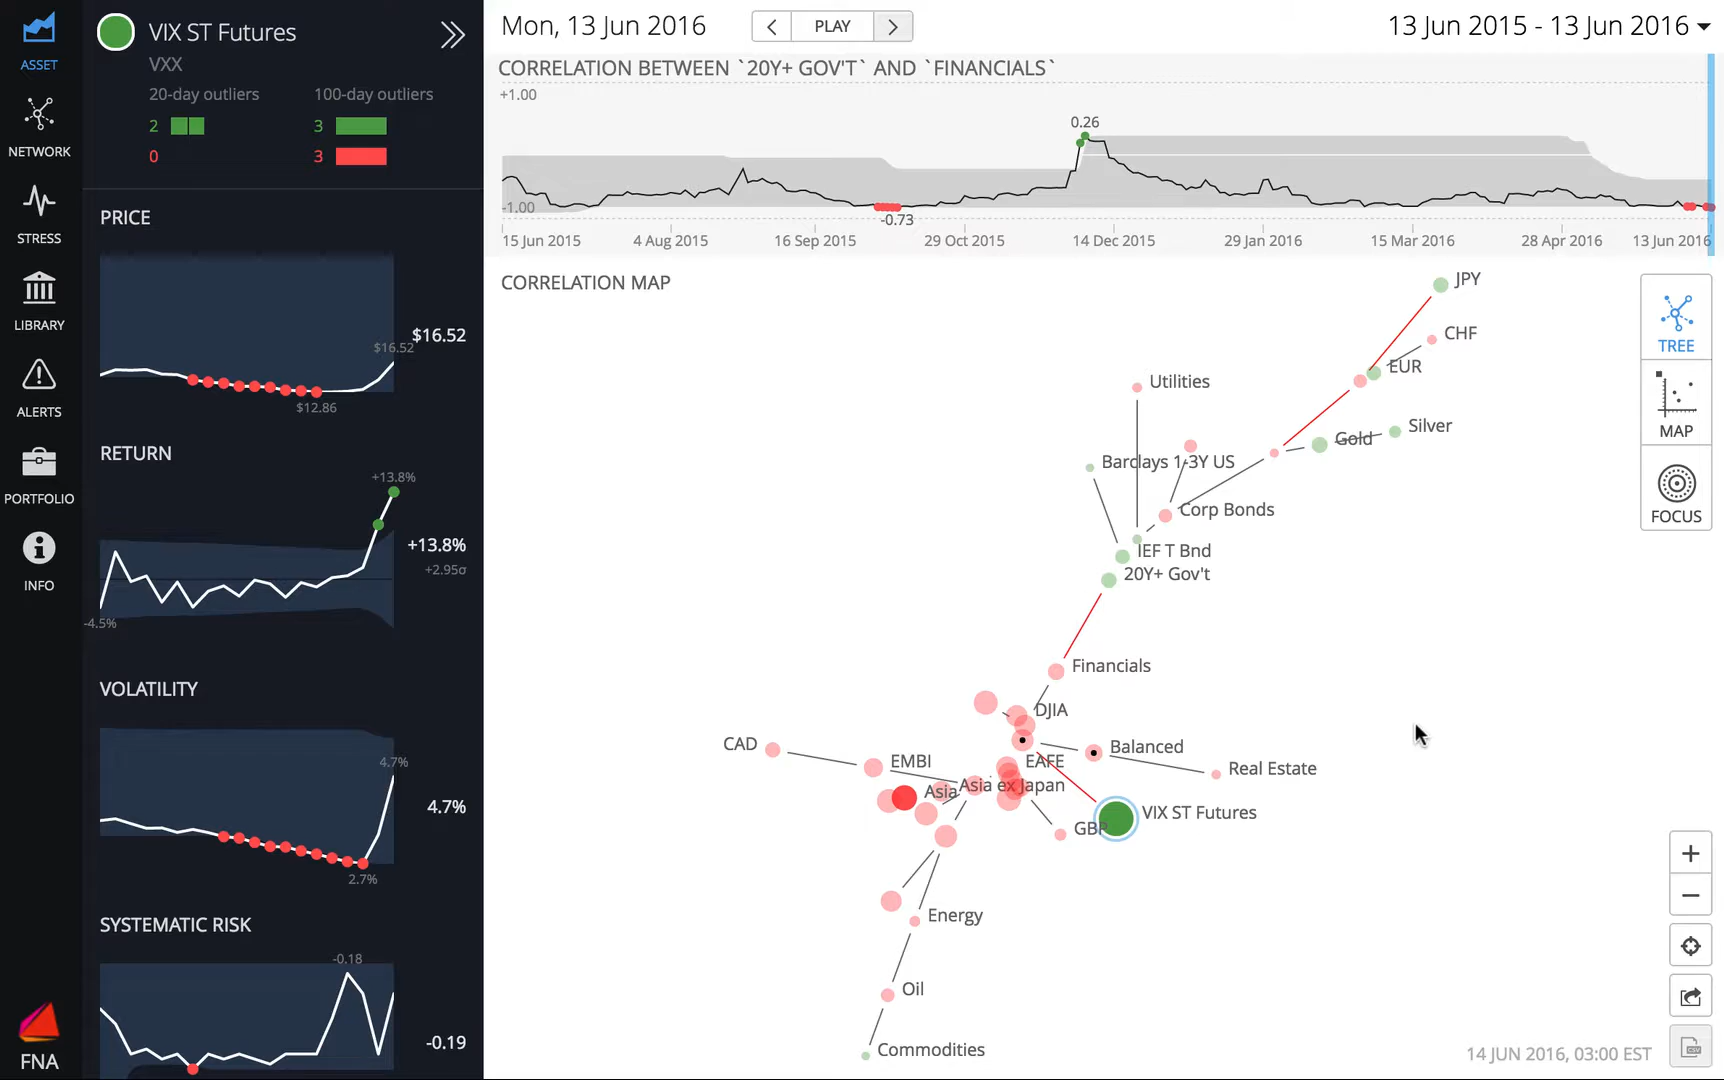 ASSET
NETWORK
STRESS
LIBRARY
ALERTS
PORTFOLIO
INFO
FNA
VIX ST Futures
VXX
20-day outliers
100-day outliers
2
3
0
3
PRICE
$16.52
$16.52
$12.86
RETURN
+13.8%
+13.8%
+2.95σ
-4.5%
VOLATILITY
4.7%
4.7%
2.7%
SYSTEMATIC RISK
-0.18
-0.19
Mon, 13 Jun 2016
PLAY
13 Jun 2015 - 13 Jun 2016
CORRELATION BETWEEN `20Y+ GOV'T` AND `FINANCIALS`
+1.00
0.26
-1.00
-0.73
15 Jun 2015
4 Aug 2015
16 Sep 2015
29 Oct 2015
14 Dec 2015
29 Jan 2016
15 Mar 2016
28 Apr 2016
13 Jun 2016
CORRELATION MAP
JPY
CHF
EUR
Utilities
Silver
Gold
Barclays 1-3Y US
Corp Bonds
IEF T Bnd
20Y+ Gov't
Financials
DJIA
CAD
Balanced
EMBI
EAFE
Real Estate
Asia
Asia ex Japan
VIX ST Futures
GBP
Energy
Oil
Commodities
TREE
MAP
FOCUS
14 JUN 2016, 03:00 EST
CSV